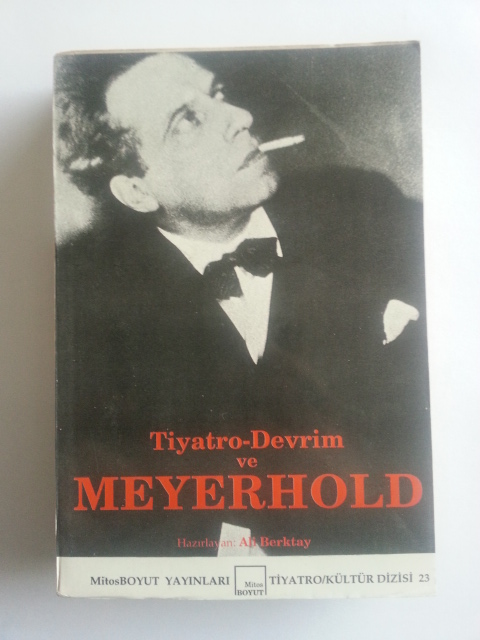 Tiyatro-Devrim
ve
MEYERHOLD
Hazırlayan: Ali Berktay
MitosBOYUT YAYINLARI
Mitos
BOYUT
TİYATRO/KÜLTÜR DİZİSİ 23